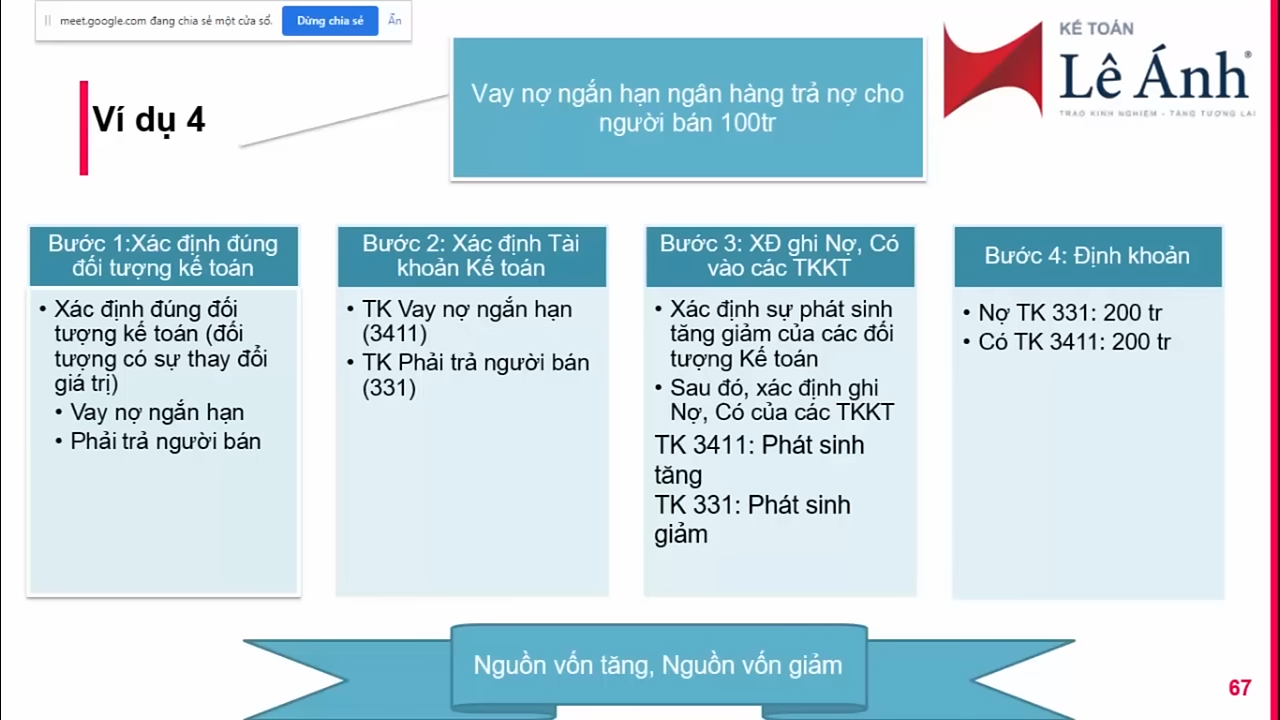 meet.google.com đang chia sẻ một cửa sổ.
Dừng chia sẻ
Ẩn
KẾ TOÁN
Lê Ánh®
TRAO KINH NGHIỆM - TẶNG TƯƠNG LAI
Ví dụ 4
Vay nợ ngắn hạn ngân hàng trả nợ cho
người bán 100tr
Bước 1:Xác định đúng
đối tượng kế toán
• Xác định đúng đối
tượng kế toán (đối
tượng có sự thay đổi
giá trị)
• Vay nợ ngắn hạn
• Phải trả người bán
Bước 2: Xác định Tài
khoản Kế toán
• TK Vay nợ ngắn hạn
(3411)
• TK Phải trả người bán
(331)
Bước 3: XĐ ghi Nợ, Có
vào các TKKT
• Xác định sự phát sinh
tăng giảm của các đối
tượng Kế toán
• Sau đó, xác định ghi
Nợ, Có của các TKKT
TK 3411: Phát sinh
tăng
TK 331: Phát sinh
giảm
Bước 4: Định khoản
• Nợ TK 331: 200 tr
• Có TK 3411: 200 tr
Nguồn vốn tăng, Nguồn vốn giảm
67